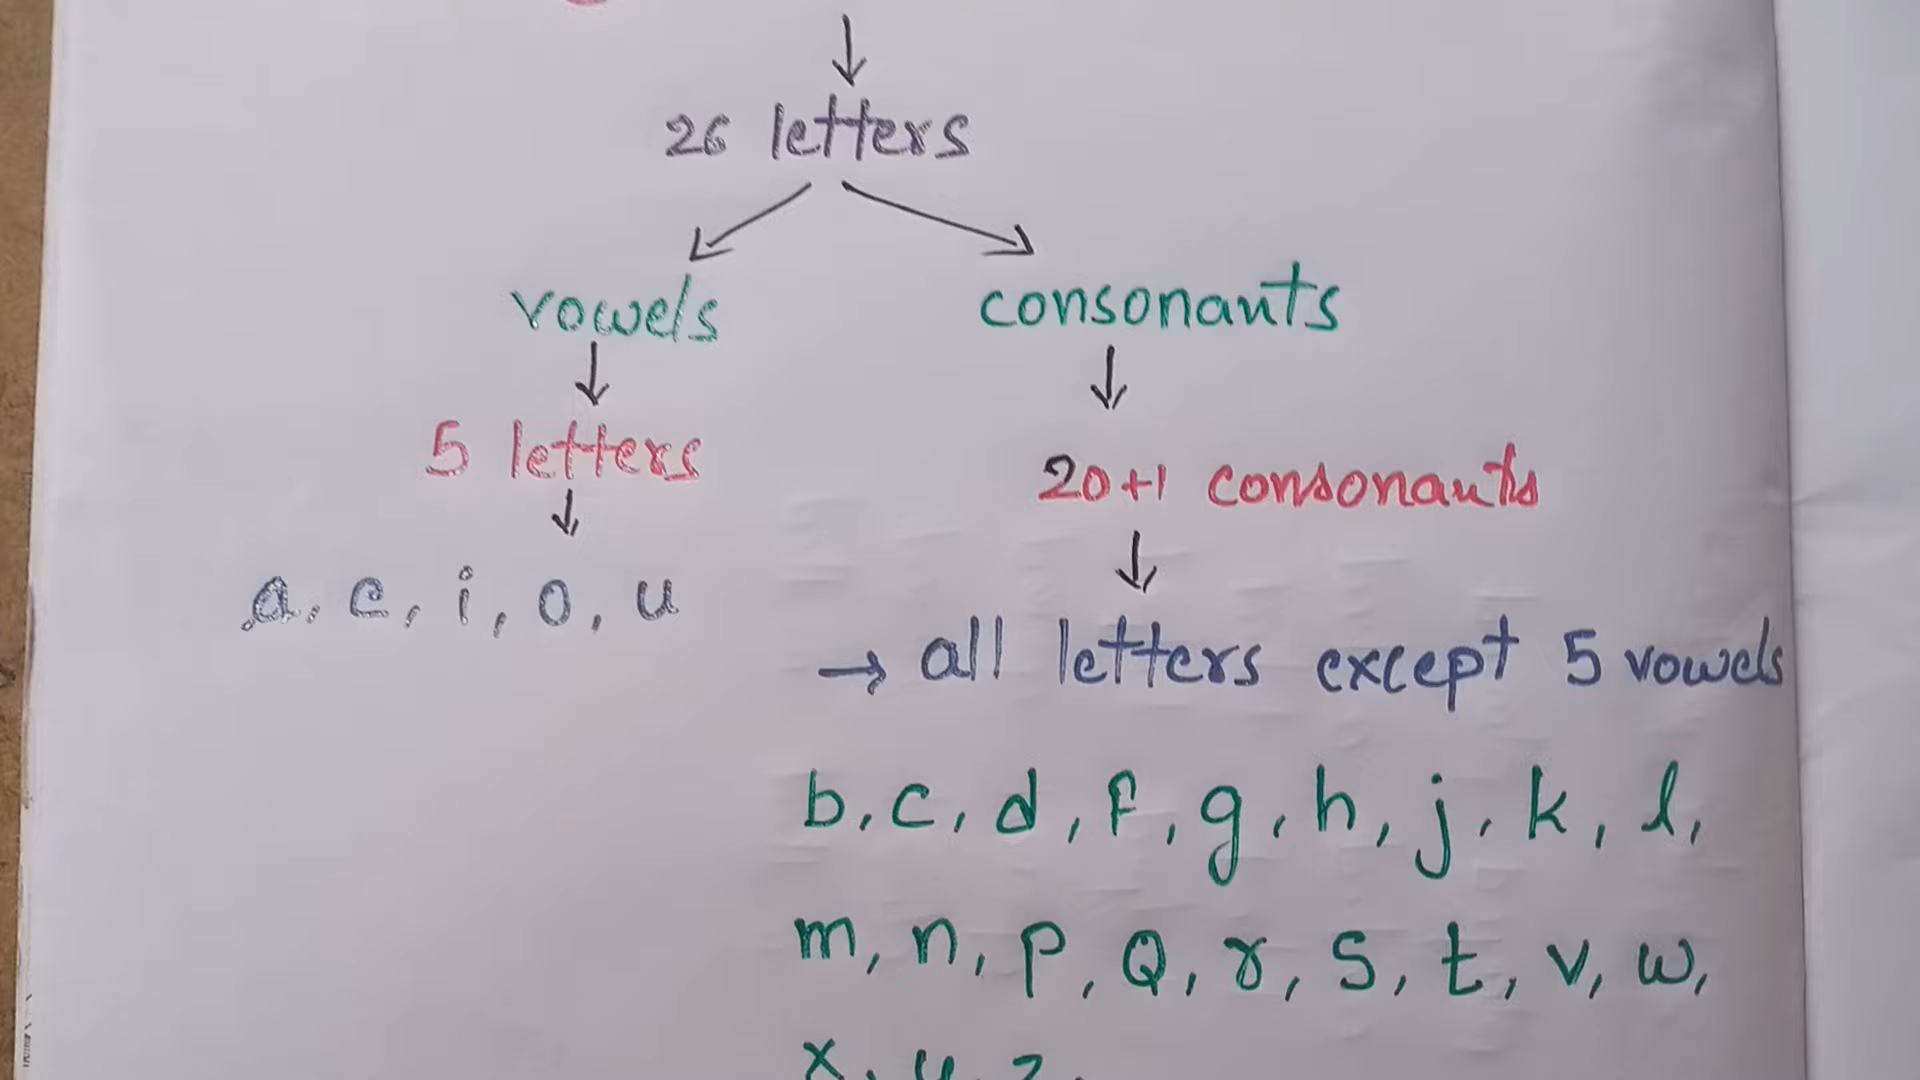 26 letters
vowels
consonants
5 letters
20+1 consonants
a, e, i, o, u
→ all letters except 5 vowels
b, c, d, f, g, h, j, k, l,
m, n, p, Q, r, s, t, v, w,
x, y, z.